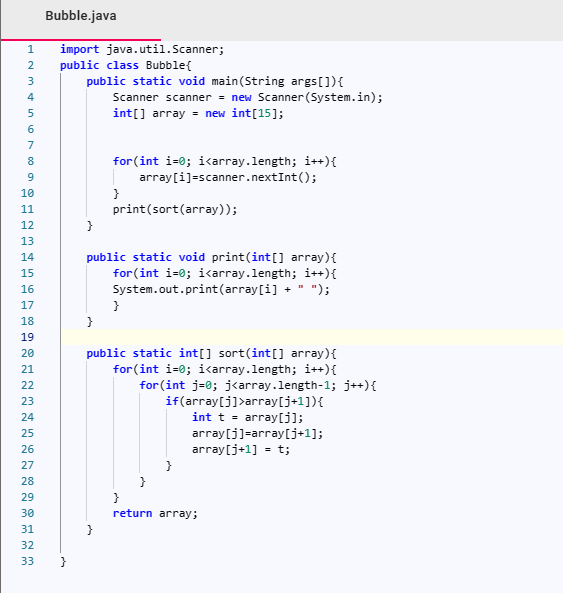 Bubble.java
1 import java.util.Scanner;
2 public class Bubble{
3     public static void main(String args[]){
4         Scanner scanner = new Scanner(System.in);
5         int[] array = new int[15];
6
7
8         for(int i=0; i<array.length; i++){
9             array[i]=scanner.nextInt();
10         }
11         print(sort(array));
12     }
13
14     public static void print(int[] array){
15         for(int i=0; i<array.length; i++){
16         System.out.print(array[i] + " ");
17         }
18     }
19
20     public static int[] sort(int[] array){
21         for(int i=0; i<array.length; i++){
22             for(int j=0; j<array.length-1; j++){
23                 if(array[j]>array[j+1]){
24                     int t = array[j];
25                     array[j]=array[j+1];
26                     array[j+1] = t;
27                 }
28             }
29         }
30         return array;
31     }
32
33 }